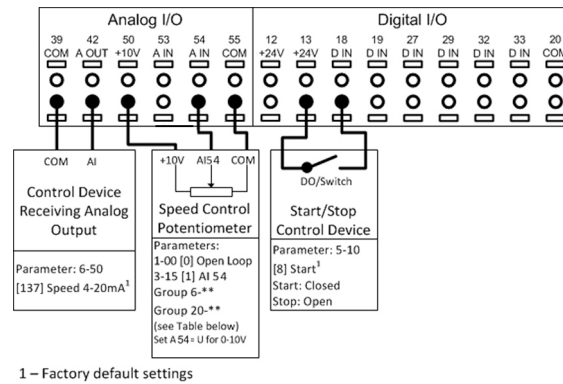 Analog I/O
Digital I/O
39 42 50 53 54 55 12 13 18 19 27 29 32 33 20
COM A OUT +10V A IN A IN COM +24V +24V D IN D IN D IN D IN D IN D IN COM
COM AI
Control Device
Receiving Analog
Output
Parameter: 6-50
[137] Speed 4-20mA1
+10V AI54 COM
Speed Control
Potentiometer
Parameters:
1-00 [0] Open Loop
3-15 [1] AI 54
Group 6-**
Group 20-**
(see Table below)
Set A54= U for 0-10V
DO/Switch
Start/Stop
Control Device
Parameter: 5-10
[8] Start1
Start: Closed
Stop: Open
1 – Factory default settings